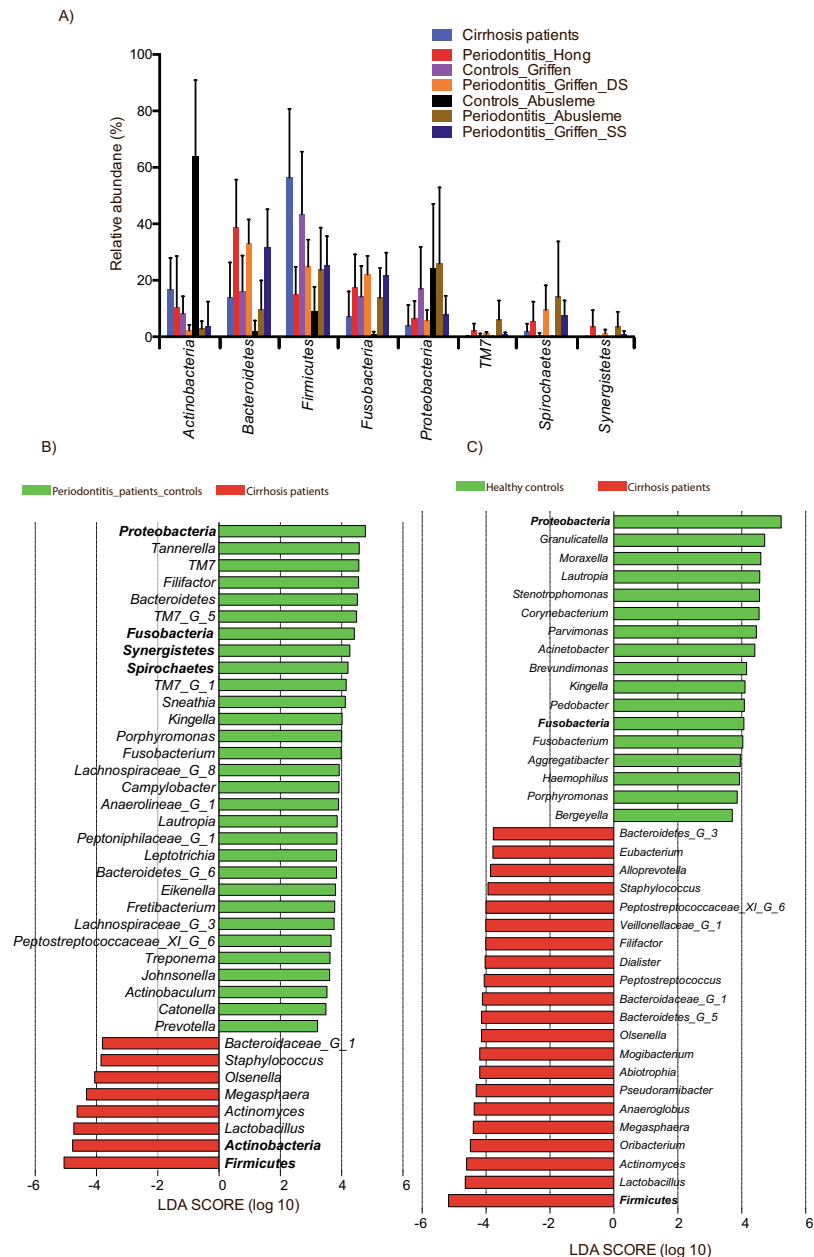 A)
Cirrhosis patients
Periodontitis_Hong
Controls_Griffen
Periodontitis_Griffen_DS
Controls_Abusleme
Periodontitis_Abusleme
Periodontitis_Griffen_SS
Relative abundane (%)
100
80
60
40
20
0
Actinobacteria
Bacteroidetes
Firmicutes
Fusobacteria
Proteobacteria
TM7
Spirochaetes
Synergistetes
B)
Periodontitis_patients_controls
Cirrhosis patients
Proteobacteria
Tannerella
TM7
Filifactor
Bacteroidetes
TM7_G_5
Fusobacteria
Synergistetes
Spirochaetes
TM7_G_1
Sneathia
Kingella
Porphyromonas
Fusobacterium
Lachnospiraceae_G_8
Campylobacter
Anaerolineae_G_1
Lautropia
Peptoniphilaceae_G_1
Leptotrichia
Bacteroidetes_G_6
Eikenella
Fretibacterium
Lachnospiraceae_G_3
Peptostreptococcaceae_XI_G_6
Treponema
Johnsonella
Actinobaculum
Catonella
Prevotella
Bacteroidaceae_G_1
Staphylococcus
Olsenella
Megasphaera
Actinomyces
Lactobacillus
Actinobacteria
Firmicutes
-6 -4 -2 0 2 4 6
LDA SCORE (log 10)
C)
Healthy controls
Cirrhosis patients
Proteobacteria
Granulicatella
Moraxella
Lautropia
Stenotrophomonas
Corynebacterium
Parvimonas
Acinetobacter
Brevundimonas
Kingella
Pedobacter
Fusobacteria
Fusobacterium
Aggregatibacter
Haemophilus
Porphyromonas
Bergeyella
Bacteroidetes_G_3
Eubacterium
Alloprevotella
Staphylococcus
Peptostreptococcaceae_XI_G_6
Veillonellaceae_G_1
Filifactor
Dialister
Peptostreptococcus
Bacteroidaceae_G_1
Bacteroidetes_G_5
Olsenella
Mogibacterium
Abiotrophia
Pseudoramibacter
Anaeroglobus
Megasphaera
Oribacterium
Actinomyces
Lactobacillus
Firmicutes
-6 -4 -2 0 2 4 6
LDA SCORE (log 10)